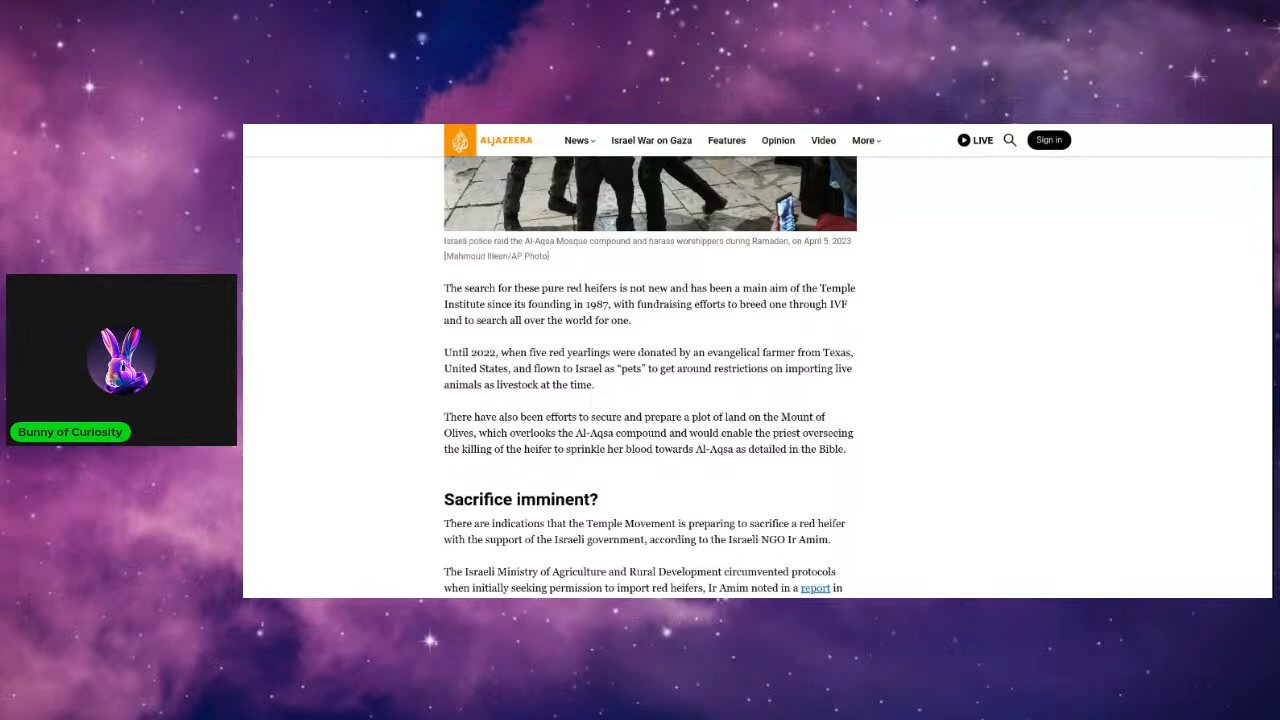 ALJAZEERA
News
Israel War on Gaza
Features
Opinion
Video
More
LIVE
Sign in
Israeli police raid the Al-Aqsa Mosque compound and harass worshippers during Ramadan, on April 5, 2023
[Mahmoud Illean/AP Photo]
The search for these pure red heifers is not new and has been a main aim of the Temple
Institute since its founding in 1987, with fundraising efforts to breed one through IVF
and to search all over the world for one.
Until 2022, when five red yearlings were donated by an evangelical farmer from Texas,
United States, and flown to Israel as “pets” to get around restrictions on importing live
animals as livestock at the time.
There have also been efforts to secure and prepare a plot of land on the Mount of
Olives, which overlooks the Al-Aqsa compound and would enable the priest overseeing
the killing of the heifer to sprinkle her blood towards Al-Aqsa as detailed in the Bible.
Sacrifice imminent?
There are indications that the Temple Movement is preparing to sacrifice a red heifer
with the support of the Israeli government, according to the Israeli NGO Ir Amim.
The Israeli Ministry of Agriculture and Rural Development circumvented protocols
when initially seeking permission to import red heifers, Ir Amim noted in a report in
Bunny of Curiosity